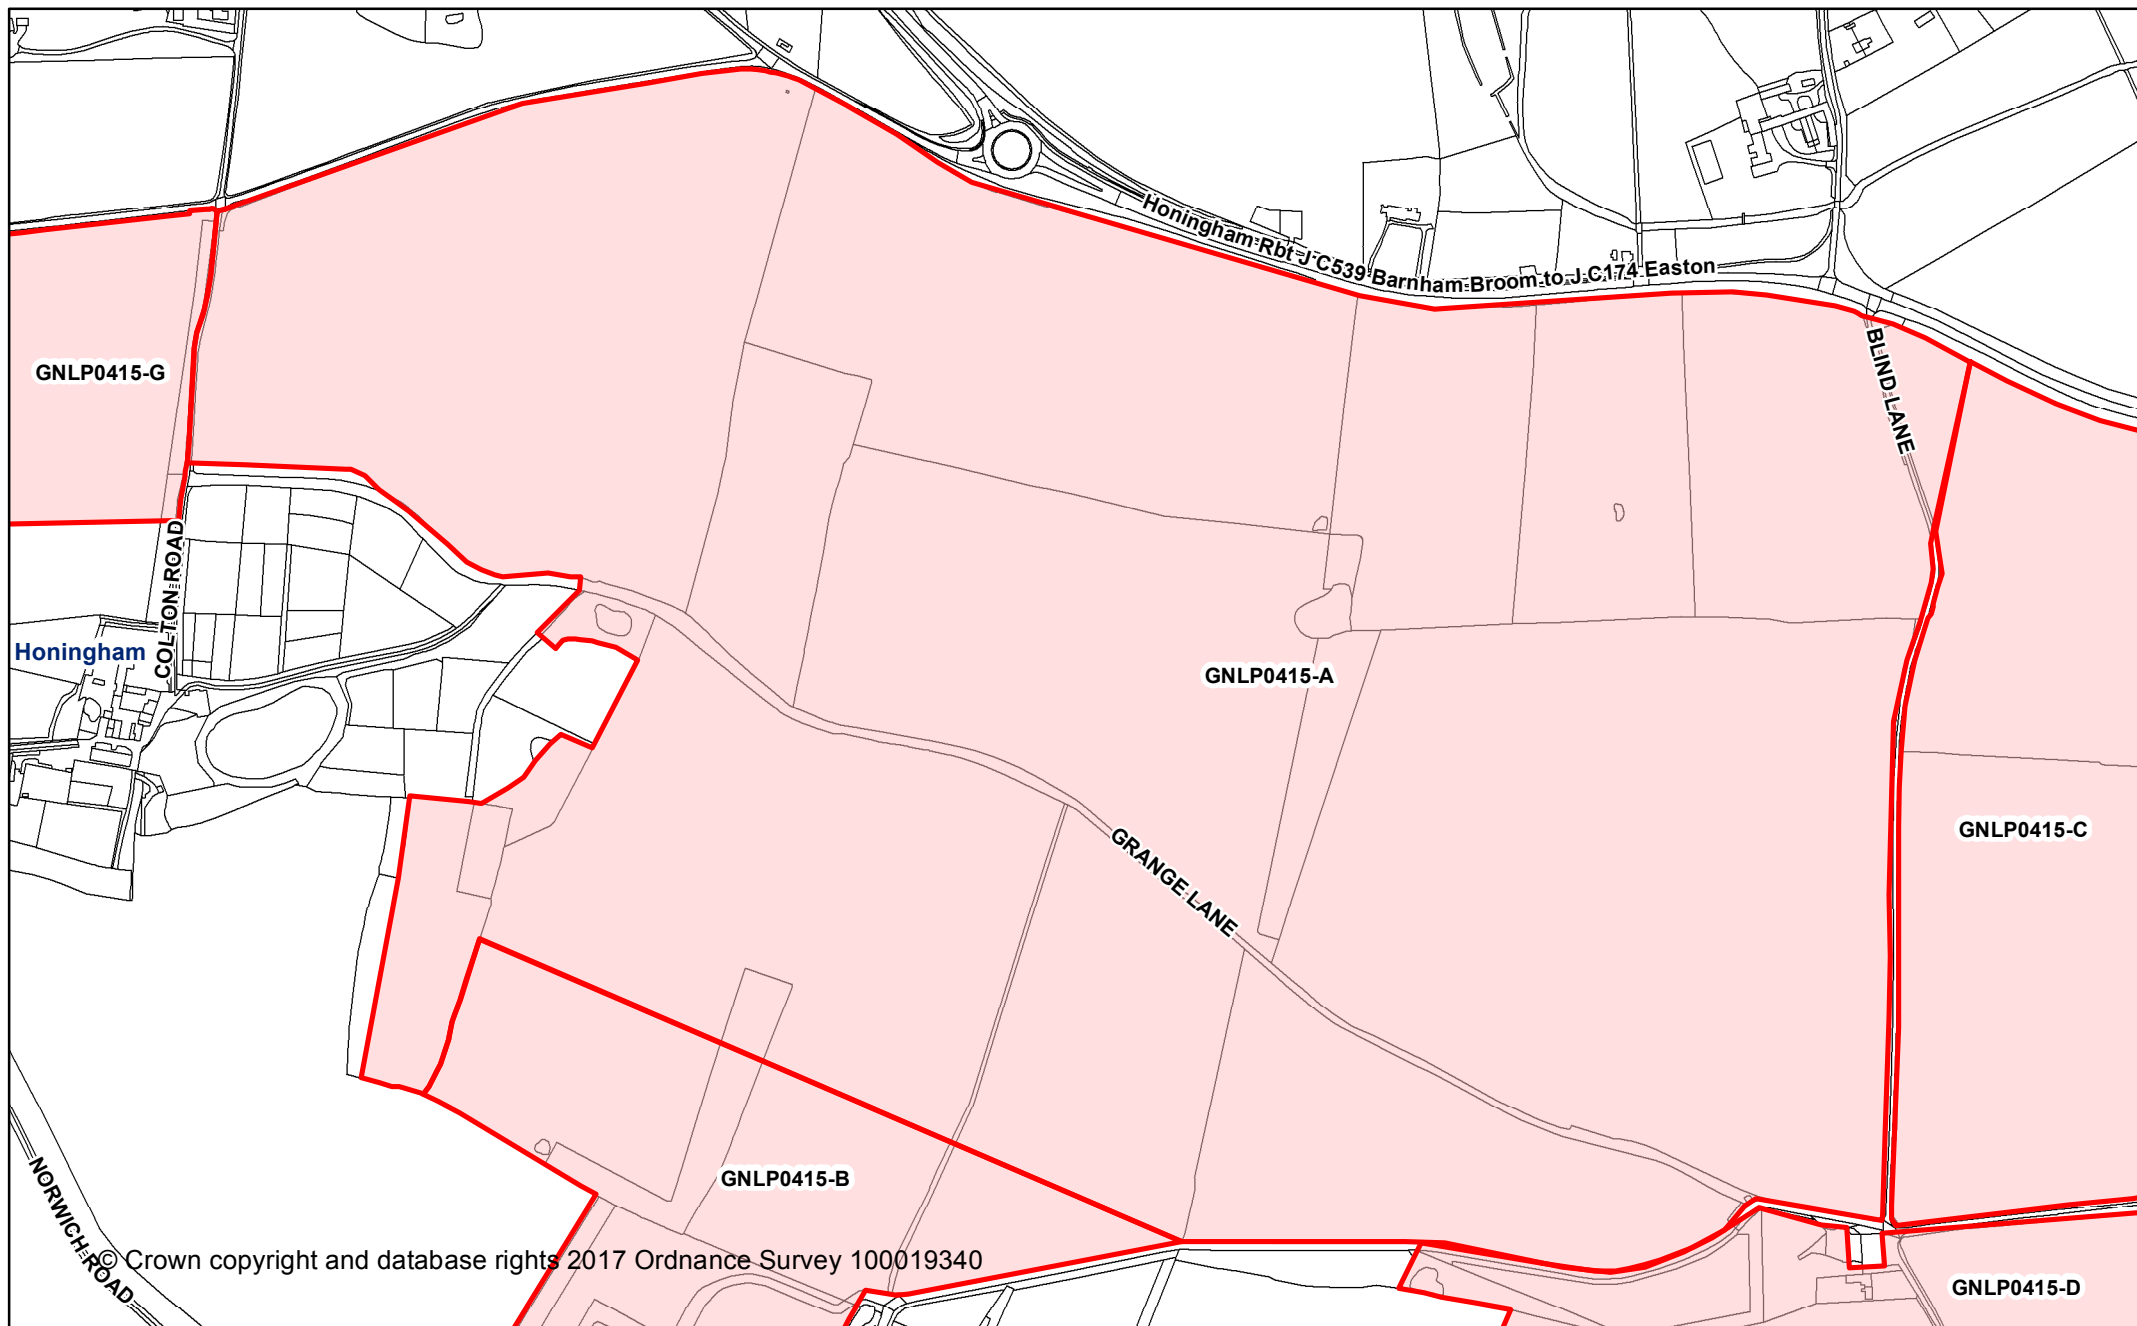 Honingham Rbt J C539 Barnham Broom to J C174 Easton
BLIND LANE
GNLP0415-G
COLTON ROAD
Honingham
GNLP0415-A
GNLP0415-C
GRANGE LANE
GNLP0415-B
NORWICH ROAD
© Crown copyright and database rights 2017 Ordnance Survey 100019340
GNLP0415-D